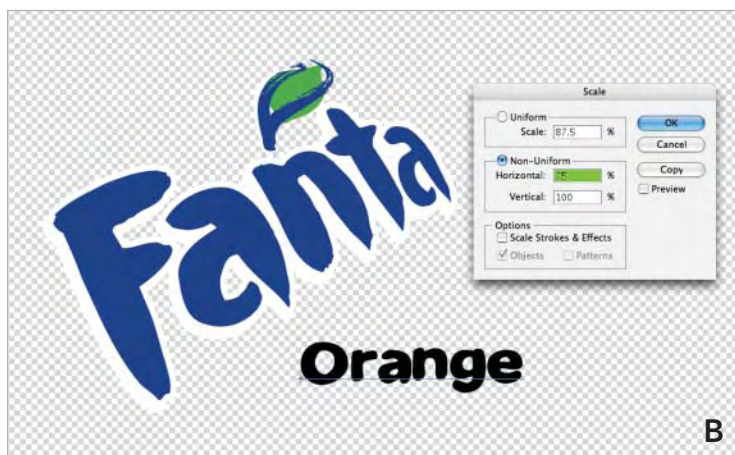 Fanta
Scale
Uniform
Scale: 87.5 %
OK
Cancel
Non-Uniform
Copy
Horizontal: 75 %
Preview
Vertical: 100 %
Options
Scale Strokes & Effects
Objects Patterns
Orange
B